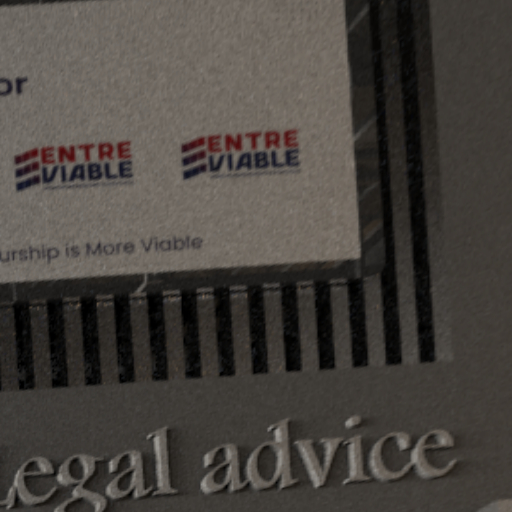 or
ENTRE VIABLE
ENTRE VIABLE
urship is More Viable
Legal advice